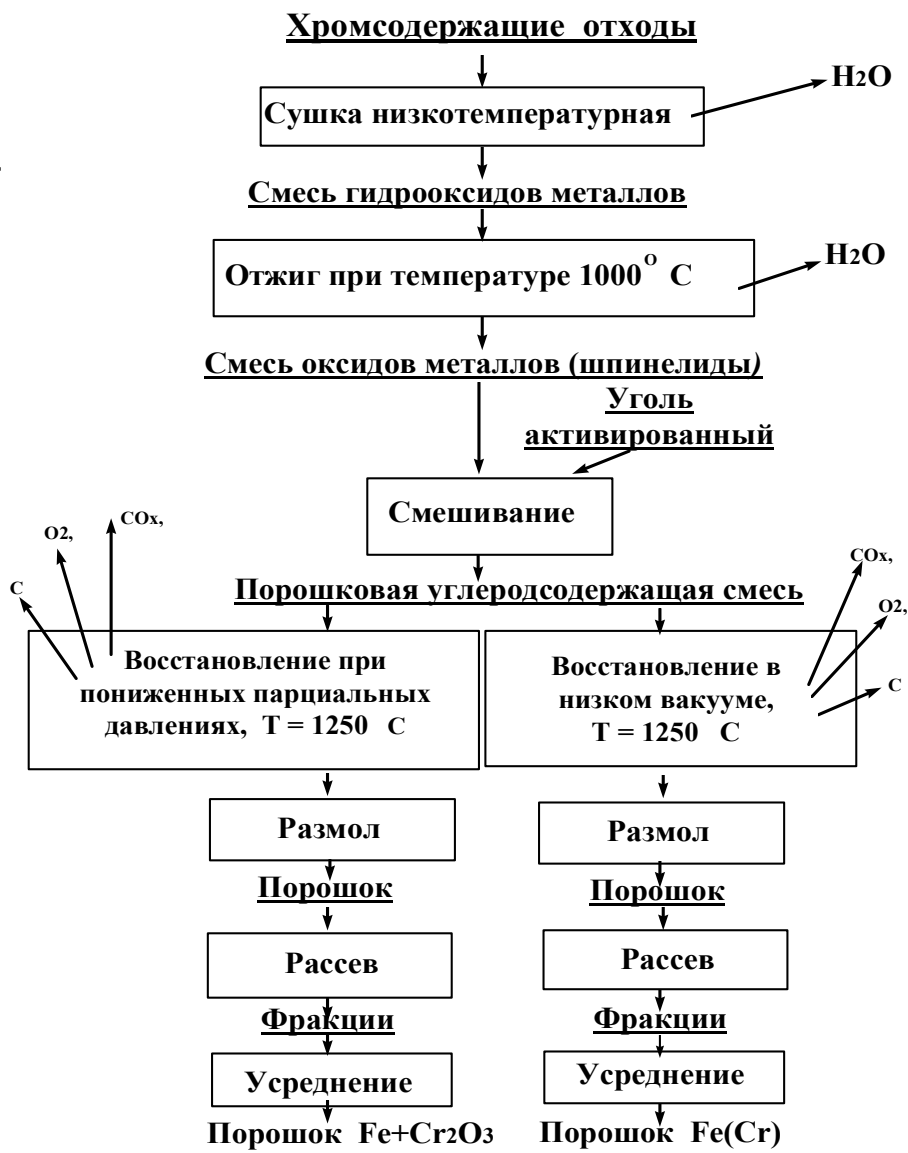 Хромсодержащие отходы
H2O
Сушка низкотемпературная
Смесь гидрооксидов металлов
H2O
Отжиг при температуре 1000O C
Смесь оксидов металлов (шпинелиды)
Уголь
активированный
Смешивание
COx,
O2,
C
COx,
O2,
C
Порошковая углеродсодержащая смесь
Восстановление при
пониженных парциальных
давлениях, T = 1250 C
Восстановление в
низком вакууме,
T = 1250 C
Размол
Размол
Порошок
Порошок
Рассев
Рассев
Фракции
Фракции
Усреднение
Усреднение
Порошок Fe+Cr2O3
Порошок Fe(Cr)